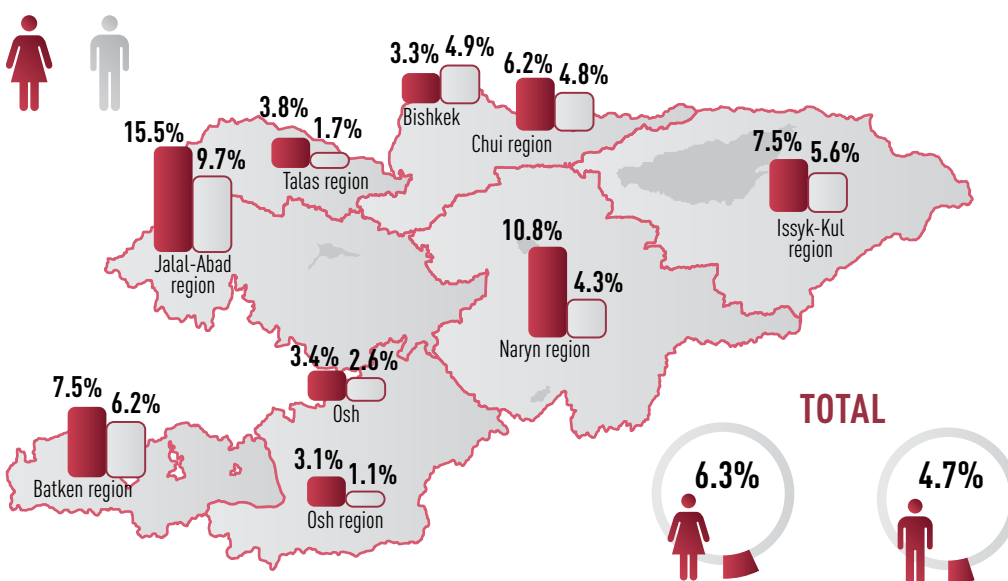 3.3% 4.9%
Bishkek
6.2% 4.8%
Chui region
3.8% 1.7%
Talas region
15.5% 9.7%
Jalal-Abad
region
7.5% 5.6%
Issyk-Kul
region
10.8% 4.3%
Naryn region
3.4% 2.6%
Osh
7.5% 6.2%
Batken region
3.1% 1.1%
Osh region
TOTAL
6.3% 4.7%